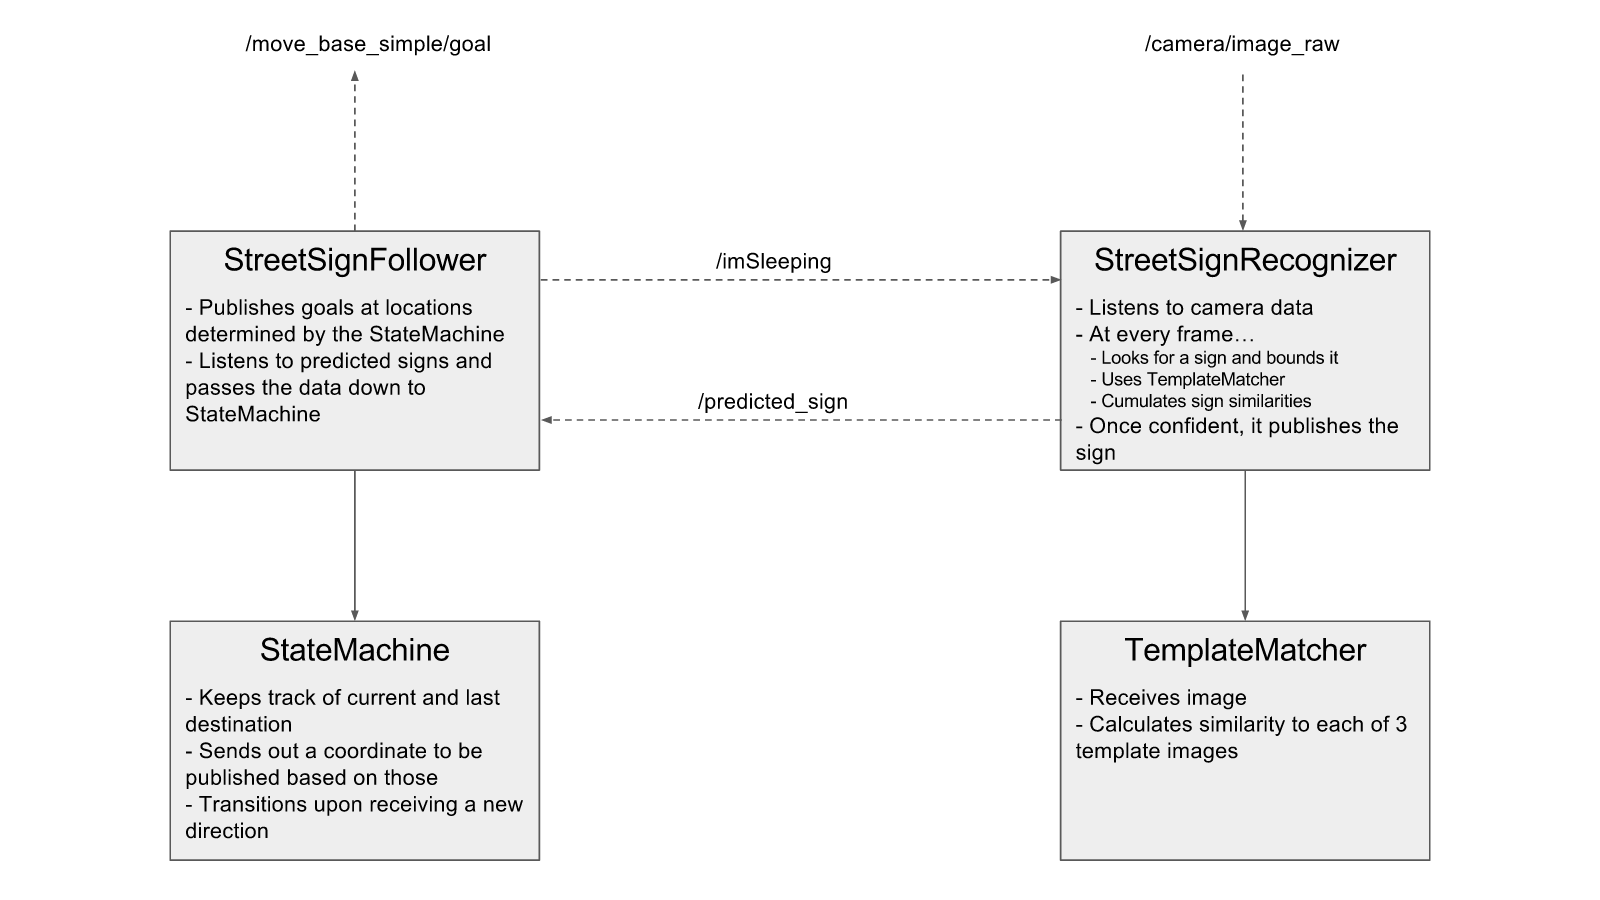 /move_base_simple/goal
/camera/image_raw
StreetSignFollower
- Publishes goals at locations
determined by the StateMachine
- Listens to predicted signs and
passes the data down to
StateMachine
/imSleeping
/predicted_sign
StreetSignRecognizer
- Listens to camera data
- At every frame…
- Looks for a sign and bounds it
- Uses TemplateMatcher
- Cumulates sign similarities
- Once confident, it publishes the
sign
StateMachine
- Keeps track of current and last
destination
- Sends out a coordinate to be
published based on those
- Transitions upon receiving a new
direction
TemplateMatcher
- Receives image
- Calculates similarity to each of 3
template images